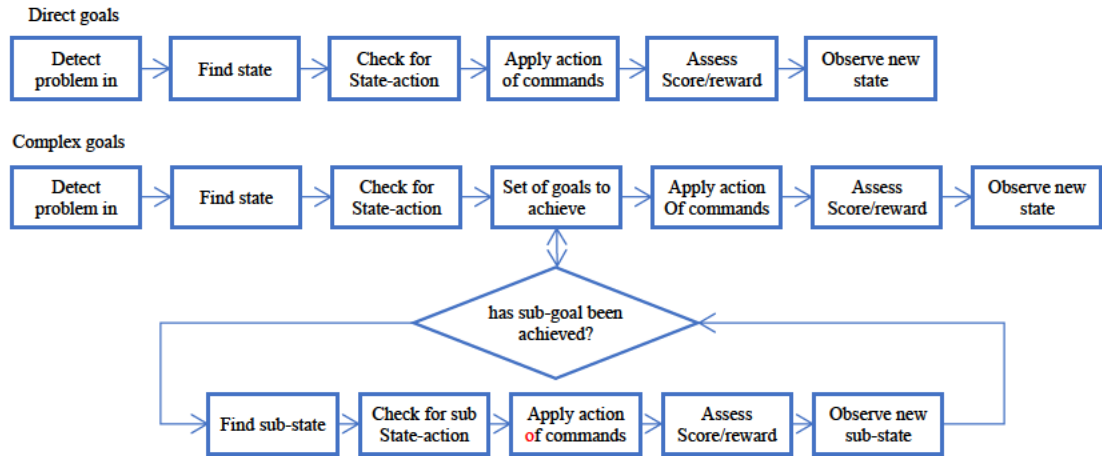 Direct goals
Detect
problem in
Find state
Check for
State-action
Apply action
of commands
Assess
Score/reward
Observe new
state
Complex goals
Detect
problem in
Find state
Check for
State-action
Set of goals to
achieve
Apply action
Of commands
Assess
Score/reward
Observe new
state
has sub-goal been
achieved?
Find sub-state
Check for sub
State-action
Apply action
of commands
Assess
Score/reward
Observe new
sub-state